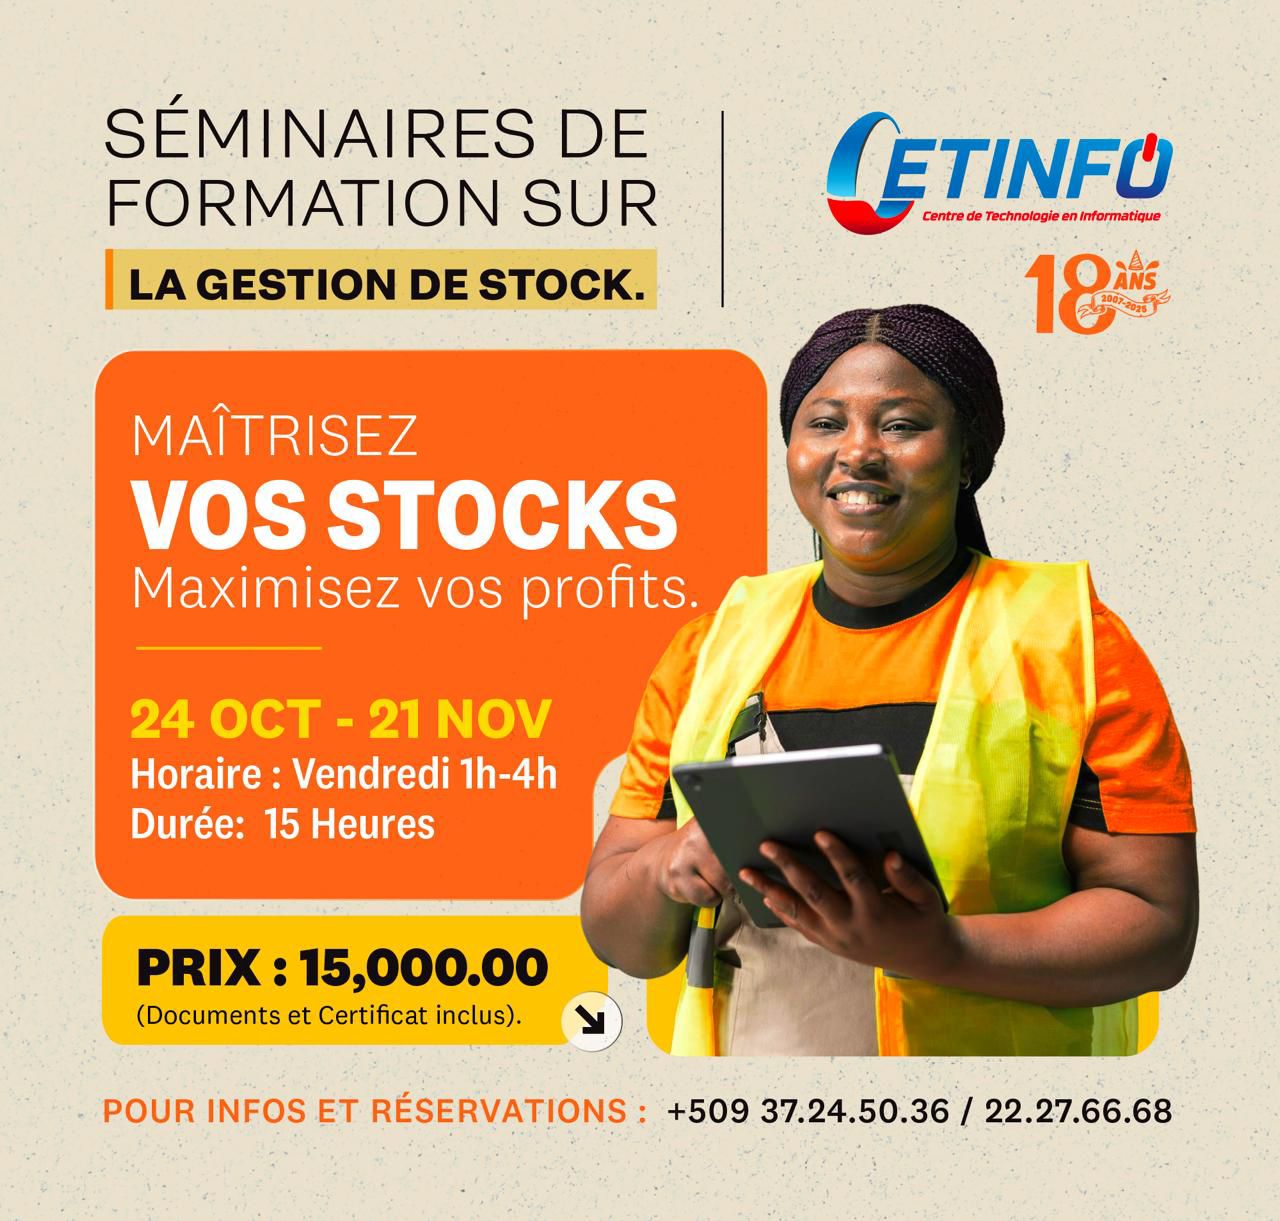 SÉMINAIRES DE
FORMATION SUR
LA GESTION DE STOCK.
CETINFO
Centre de Technologie en Informatique
18 ANS
2007-2025
MAÎTRISEZ
VOS STOCKS
Maximisez vos profits.
24 OCT - 21 NOV
Horaire : Vendredi 1h-4h
Durée: 15 Heures
PRIX : 15,000.00
(Documents et Certificat inclus).
POUR INFOS ET RÉSERVATIONS : +509 37.24.50.36 / 22.27.66.68